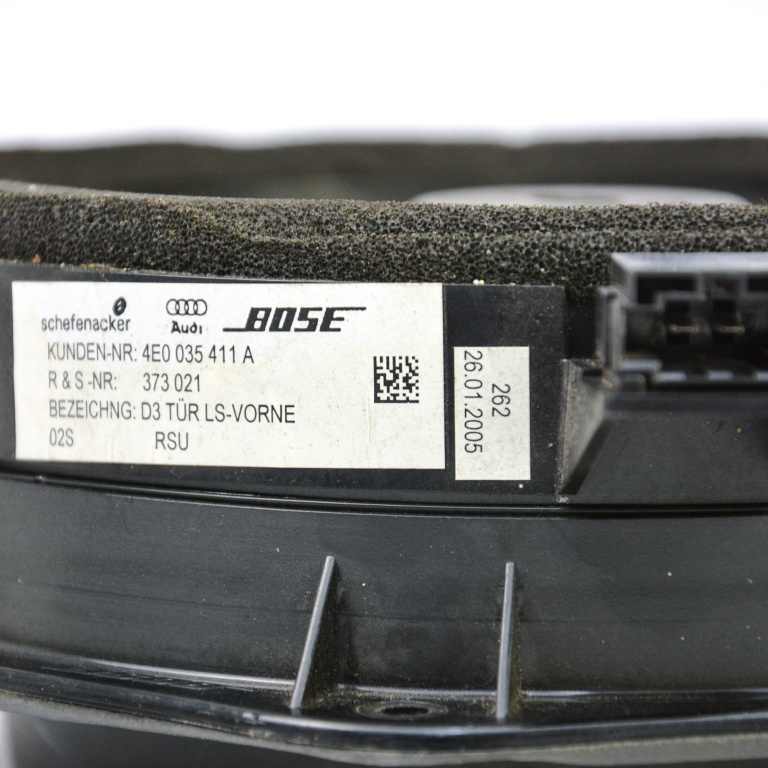 schefenacker Audi BOSE
KUNDEN-NR: 4E0 035 411 A
R & S -NR: 373 021
BEZEICHNG: D3 TÜR LS-VORNE
02S RSU
262
26.01.2005